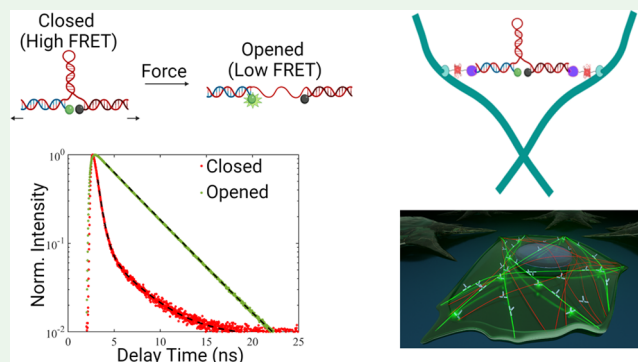 Closed
(High FRET)
Force
Opened
(Low FRET)
Closed
Opened
Norm. Intensity
10^0
10^-1
10^-2
0
5
10
15
20
25
Delay Time (ns)